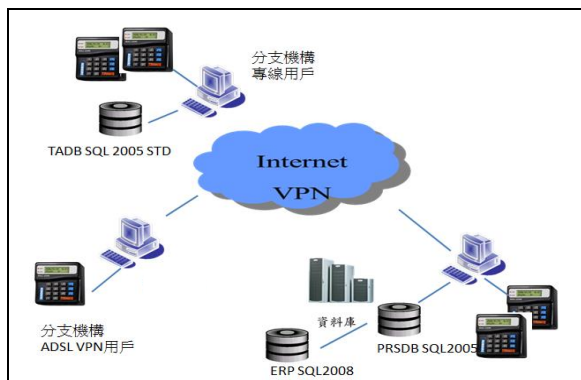 分支機構
專線用戶
TADB SQL 2005 STD
Internet
VPN
分支機構
ADSL VPN用戶
資料庫
PRSDB SQL2005
ERP SQL2008